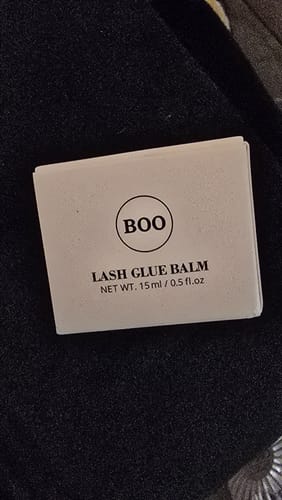 BOO
LASH GLUE BALM
NET WT. 15 ml / 0.5 fl.oz